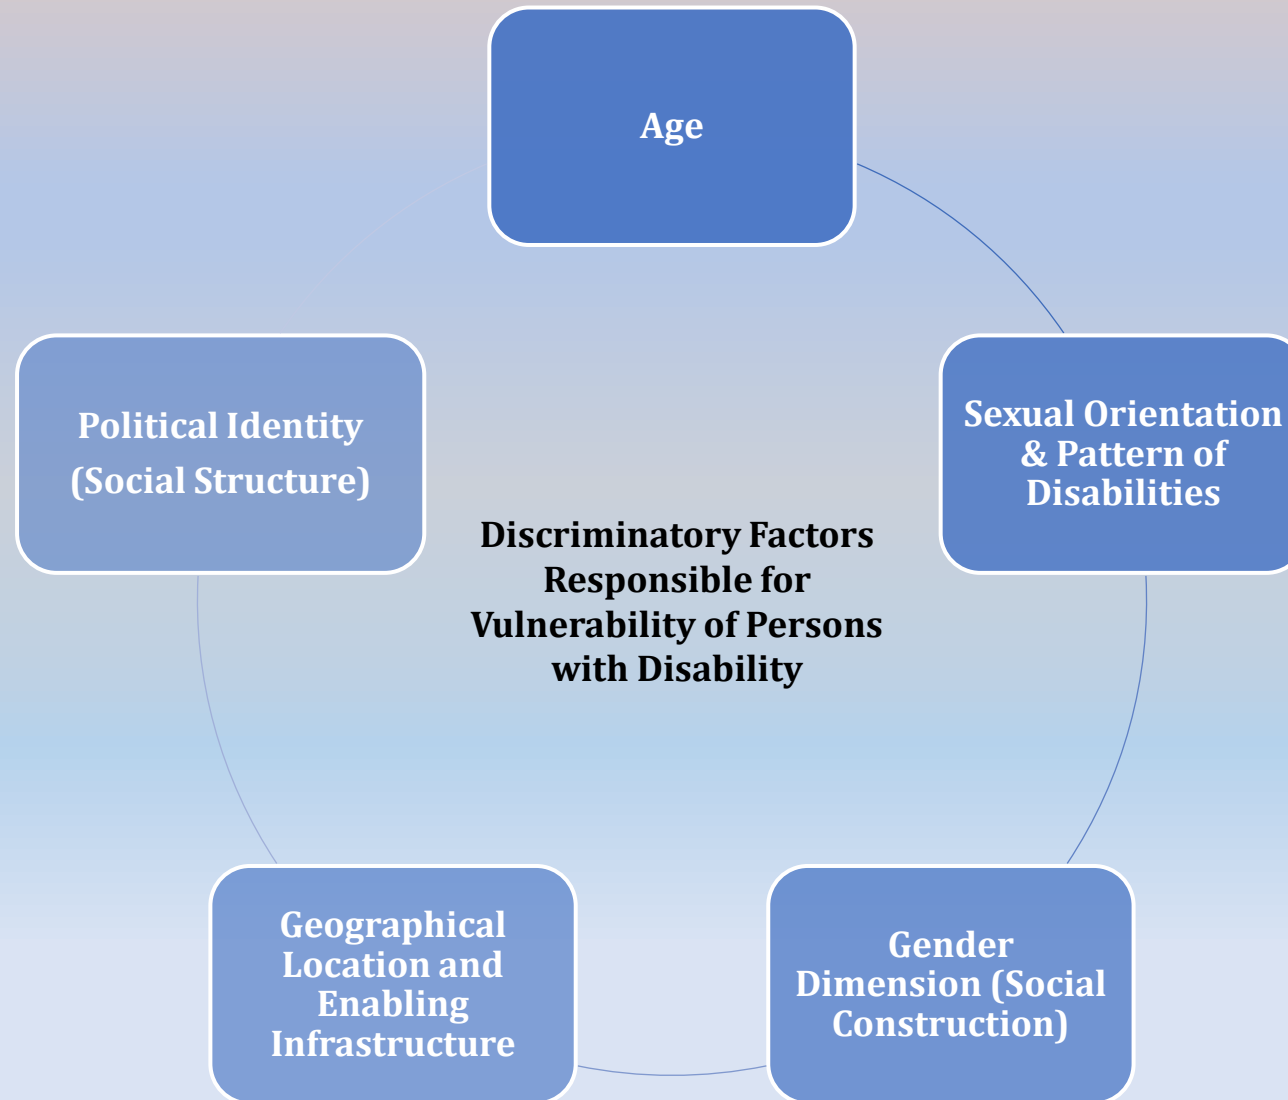 Age
Sexual Orientation
& Pattern of
Disabilities
Political Identity
(Social Structure)
Discriminatory Factors
Responsible for
Vulnerability of Persons
with Disability
Geographical
Location and
Enabling
Infrastructure
Gender
Dimension (Social
Construction)